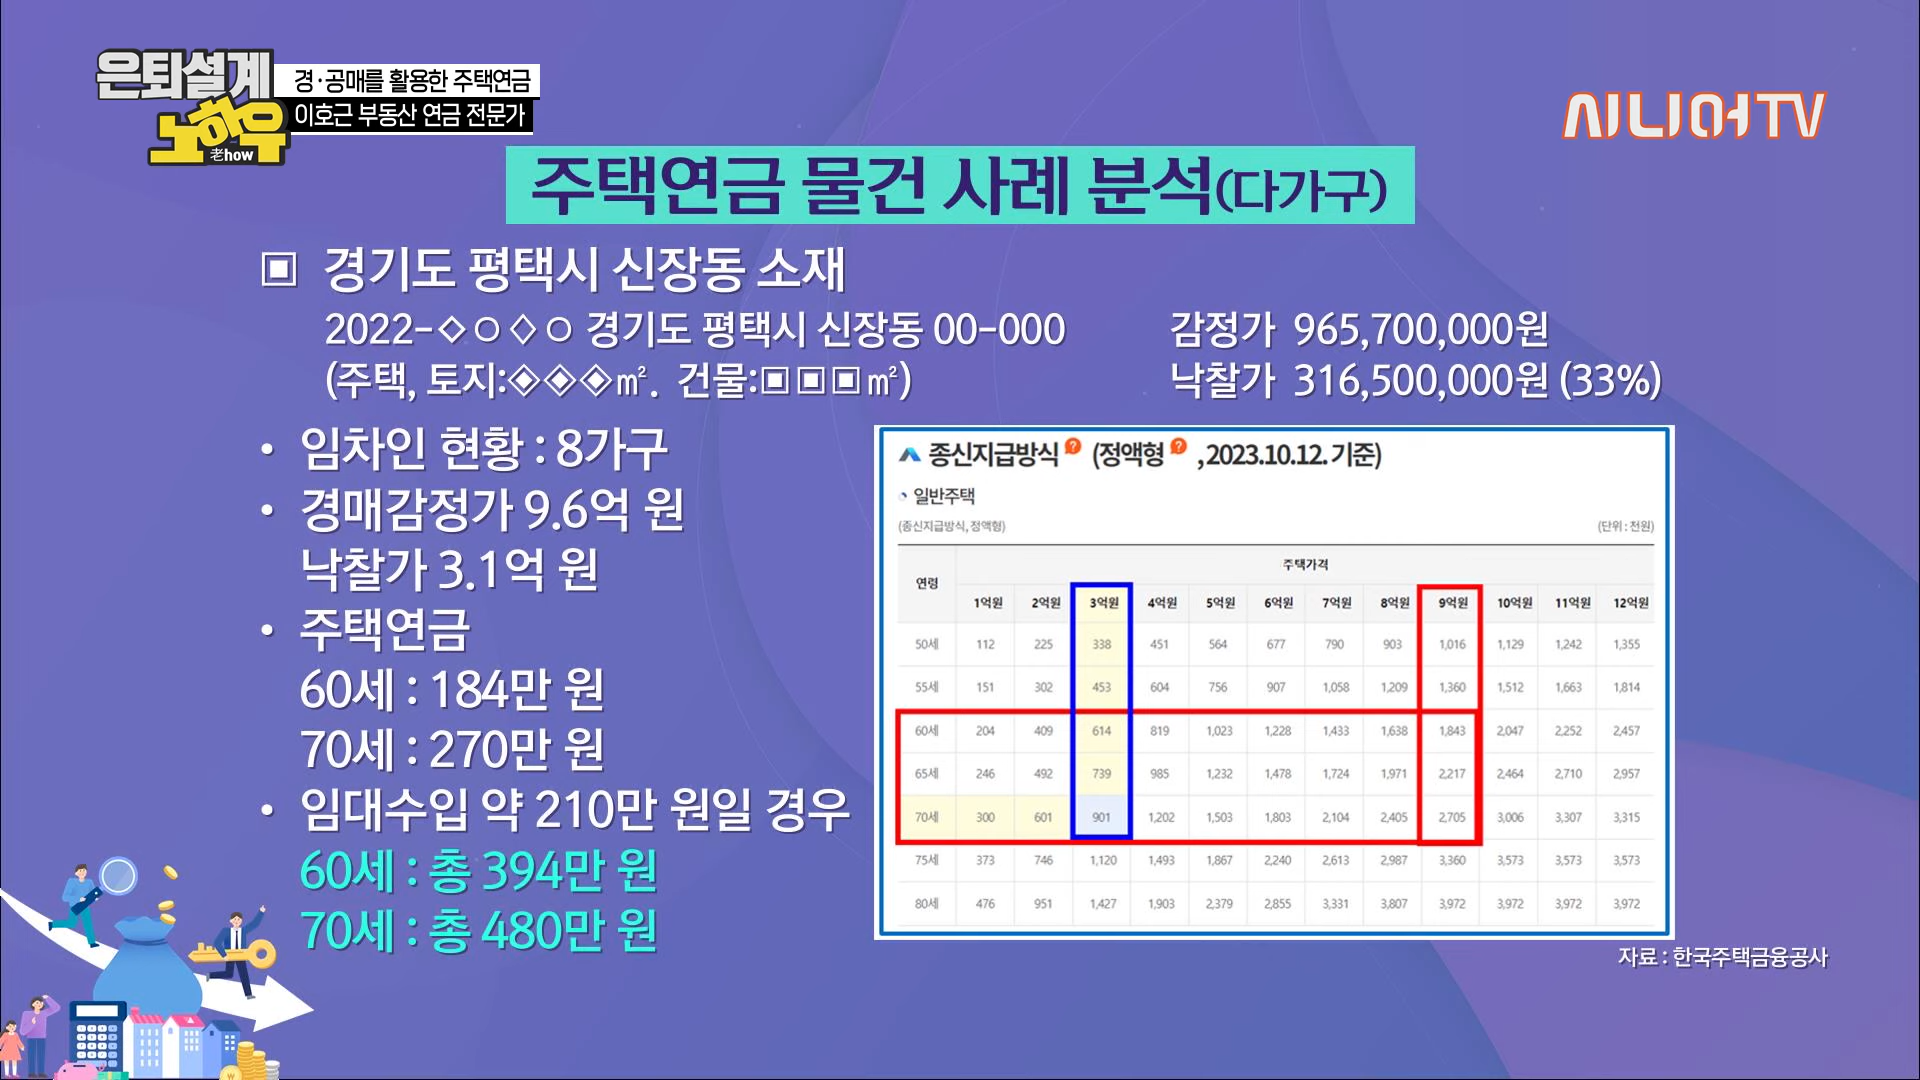 은퇴설계
노하우
老how
경·공매를 활용한 주택연금
이호근 부동산 연금 전문가
시니어TV
주택연금 물건 사례 분석(다가구)
▣ 경기도 평택시 신장동 소재
2022-◇○◇○ 경기도 평택시 신장동 00-000
(주택, 토지:◈◈◈㎡. 건물:▣▣▣㎡)
감정가 965,700,000원
낙찰가 316,500,000원 (33%)
• 임차인 현황 : 8가구
• 경매감정가 9.6억 원
낙찰가 3.1억 원
• 주택연금
60세 : 184만 원
70세 : 270만 원
• 임대수입 약 210만 원일 경우
60세 : 총 394만 원
70세 : 총 480만 원
종신지급방식 ? (정액형 ? , 2023.10.12. 기준)
일반주택
(종신지급방식, 정액형) (단위 : 천원)
연령 주택가격
1억원 2억원 3억원 4억원 5억원 6억원 7억원 8억원 9억원 10억원 11억원 12억원
50세 112 225 338 451 564 677 790 903 1,016 1,129 1,242 1,355
55세 151 302 453 604 756 907 1,058 1,209 1,360 1,512 1,663 1,814
60세 204 409 614 819 1,023 1,228 1,433 1,638 1,843 2,047 2,252 2,457
65세 246 492 739 985 1,232 1,478 1,724 1,971 2,217 2,464 2,710 2,957
70세 300 601 901 1,202 1,503 1,803 2,104 2,405 2,705 3,006 3,307 3,315
75세 373 746 1,120 1,493 1,867 2,240 2,613 2,987 3,360 3,573 3,573 3,573
80세 476 951 1,427 1,903 2,379 2,855 3,331 3,807 3,972 3,972 3,972 3,972
자료 : 한국주택금융공사